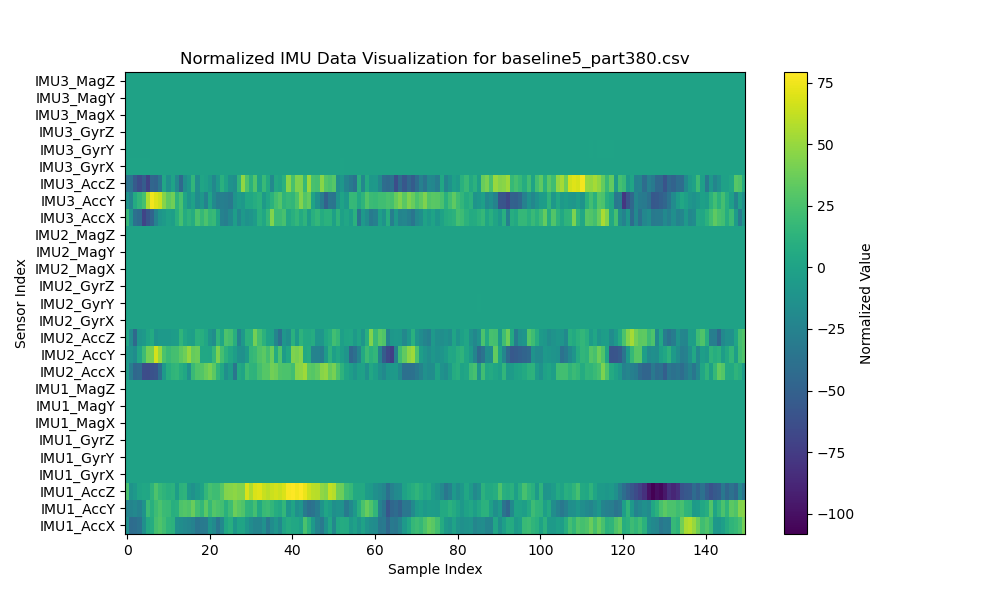 Normalized IMU Data Visualization for baseline5_part380.csv
IMU3_MagZ
IMU3_MagY
IMU3_MagX
IMU3_GyrZ
IMU3_GyrY
IMU3_GyrX
IMU3_AccZ
IMU3_AccY
IMU3_AccX
IMU2_MagZ
IMU2_MagY
IMU2_MagX
IMU2_GyrZ
IMU2_GyrY
IMU2_GyrX
IMU2_AccZ
IMU2_AccY
IMU2_AccX
IMU1_MagZ
IMU1_MagY
IMU1_MagX
IMU1_GyrZ
IMU1_GyrY
IMU1_GyrX
IMU1_AccZ
IMU1_AccY
IMU1_AccX
Sensor Index
0 20 40 60 80 100 120 140
Sample Index
75
50
25
0
−25
−50
−75
−100
Normalized Value